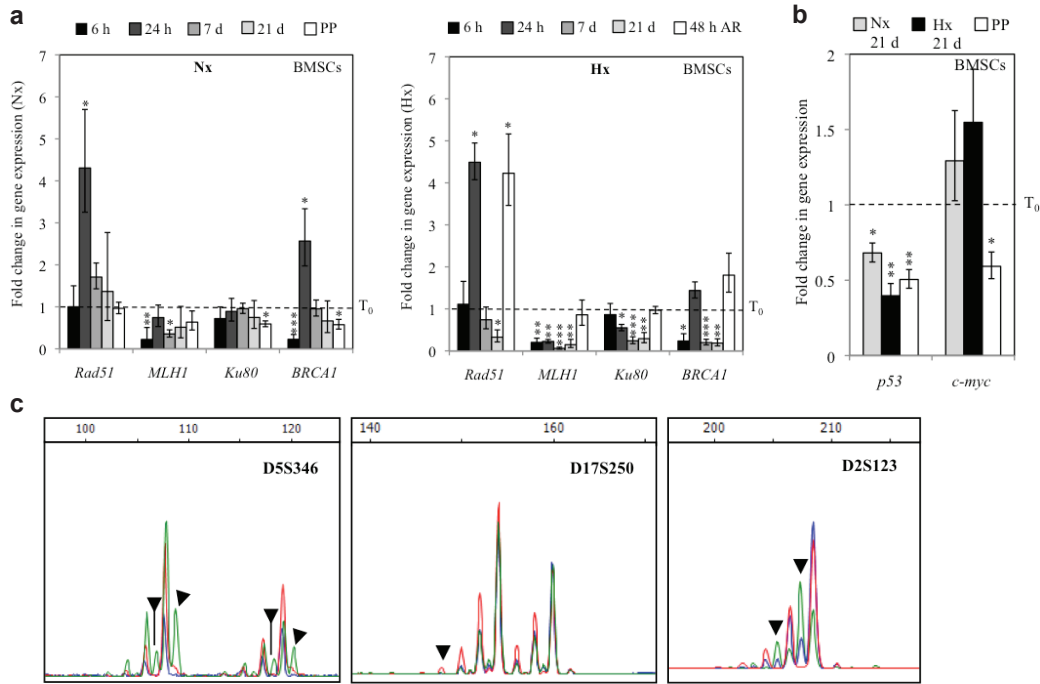 a
6 h 24 h 7 d 21 d PP
Nx BMSCs
Fold change in gene expression (Nx)
7
6
5
4
3
2
1
0
*
**
*
*
***
*
*
T0
Rad51 MLH1 Ku80 BRCA1
6 h 24 h 7 d 21 d 48 h AR
Hx BMSCs
Fold change in gene expression (Hx)
7
6
5
4
3
2
1
0
*
*
*
**
**
***
***
*
***
**
*
***
**
T0
Rad51 MLH1 Ku80 BRCA1
b
Nx 21 d Hx 21 d PP
BMSCs
Fold change in gene expression
2
1.5
1
0.5
0
*
**
**
*
T0
p53 c-myc
c
100 110 120
D5S346
140 160
D17S250
200 210
D2S123